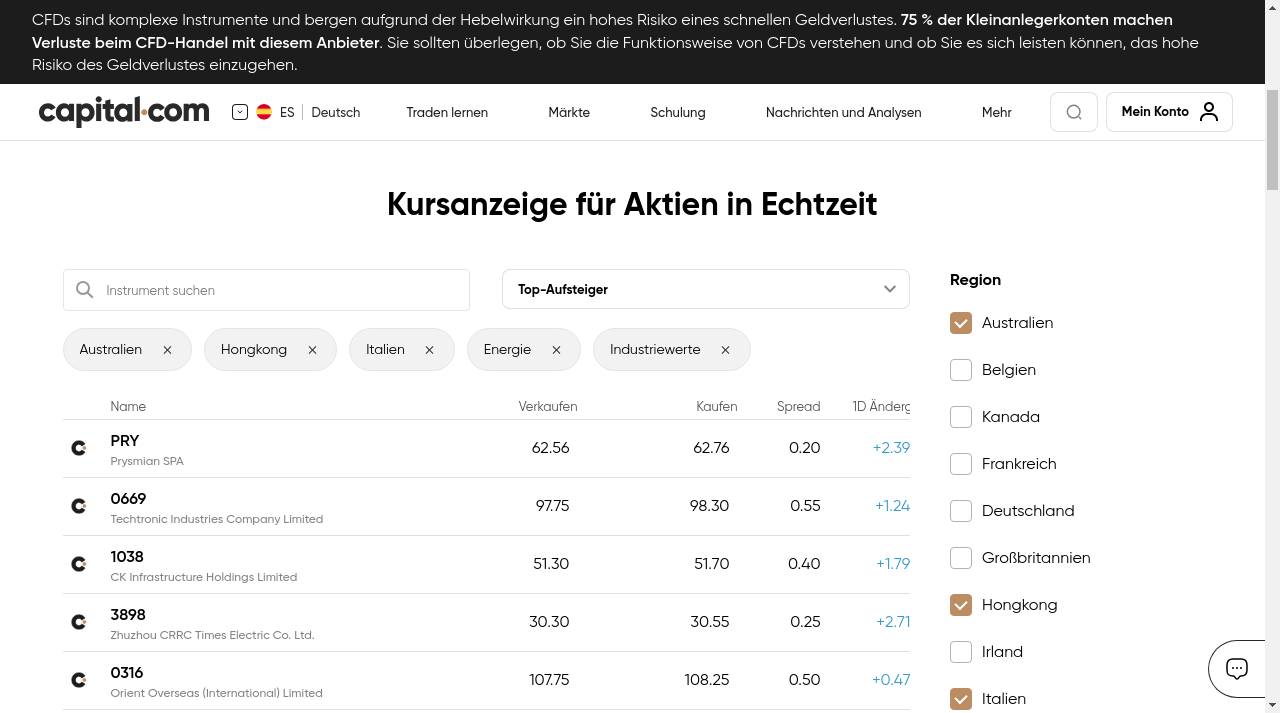 CFDs sind komplexe Instrumente und bergen aufgrund der Hebelwirkung ein hohes Risiko eines schnellen Geldverlustes. 75 % der Kleinanlegerkonten machen
Verluste beim CFD-Handel mit diesem Anbieter. Sie sollten überlegen, ob Sie die Funktionsweise von CFDs verstehen und ob Sie es sich leisten können, das hohe
Risiko des Geldverlustes einzugehen.
capital.com ES Deutsch Traden lernen Märkte Schulung Nachrichten und Analysen Mehr Mein Konto
Kursanzeige für Aktien in Echtzeit
Instrument suchen Top-Aufsteiger
Australien Hongkong Italien Energie Industriewerte
Name Verkaufen Kaufen Spread 1D Änderg
PRY 62.56 62.76 0.20 +2.39
Prysmian SPA
0669 97.75 98.30 0.55 +1.24
Techtronic Industries Company Limited
1038 51.30 51.70 0.40 +1.79
CK Infrastructure Holdings Limited
3898 30.30 30.55 0.25 +2.71
Zhuzhou CRRC Times Electric Co. Ltd.
0316 107.75 108.25 0.50 +0.47
Orient Overseas (International) Limited
Region
Australien
Belgien
Kanada
Frankreich
Deutschland
Großbritannien
Hongkong
Irland
Italien